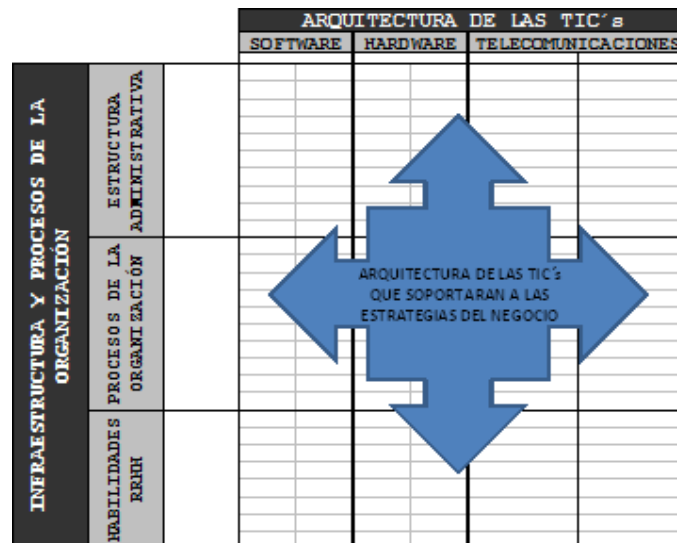 ARQUITECTURA DE LAS TIC´s
SOFTWARE HARDWARE TELECOMUNICACIONES
INFRAESTRUCTURA Y PROCESOS DE LA
ORGANIZACIÓN
ESTRUCTURA
ADMINISTRATIVA
PROCESOS DE LA
ORGANIZACIÓN
HABILIDADES
RRHH
ARQUITECTURA DE LAS TIC´s
QUE SOPORTARAN A LAS
ESTRATEGIAS DEL NEGOCIO